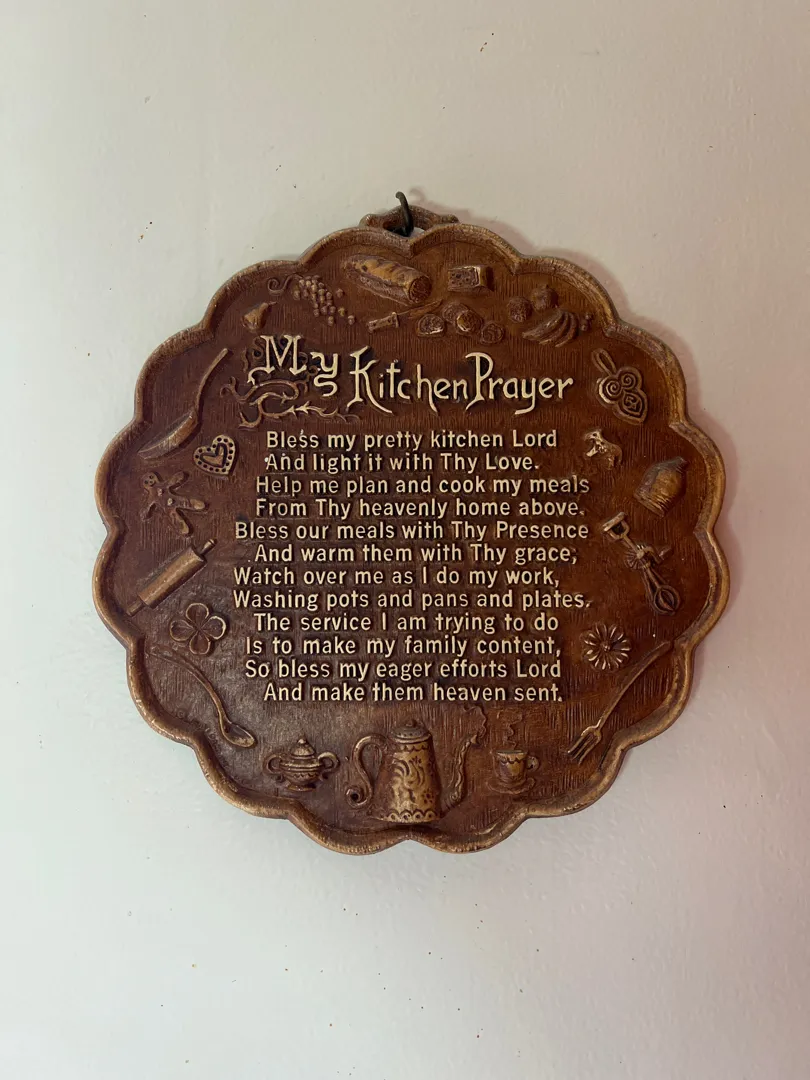 My Kitchen Prayer
Bless my pretty kitchen Lord
And light it with Thy Love.
Help me plan and cook my meals
From Thy heavenly home above.
Bless our meals with Thy Presence
And warm them with Thy grace;
Watch over me as I do my work,
Washing pots and pans and plates.
The service I am trying to do
Is to make my family content,
So bless my eager efforts Lord
And make them heaven sent.